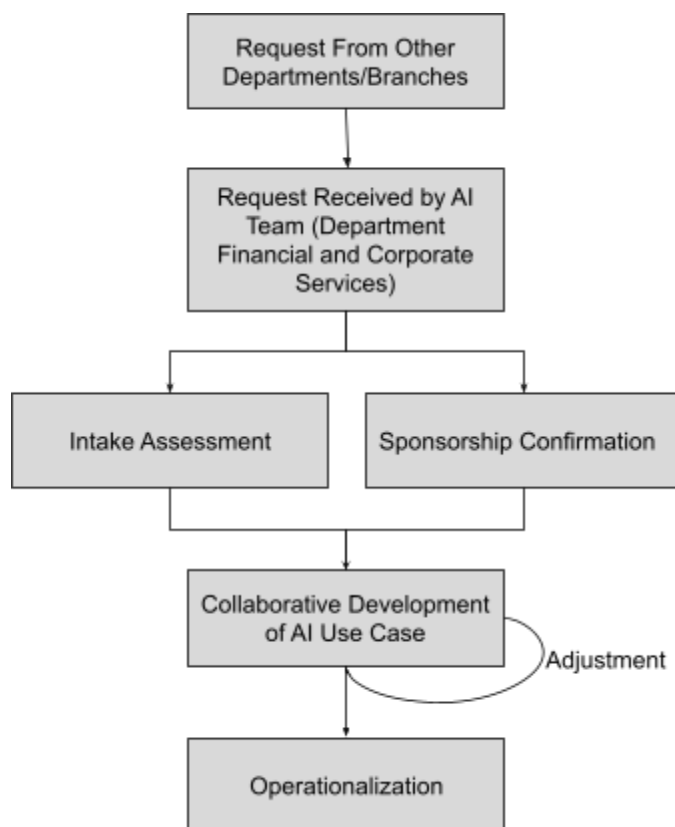 Request From Other
Departments/Branches
Request Received by AI
Team (Department
Financial and Corporate
Services)
Intake Assessment
Sponsorship Confirmation
Collaborative Development
of AI Use Case
Adjustment
Operationalization